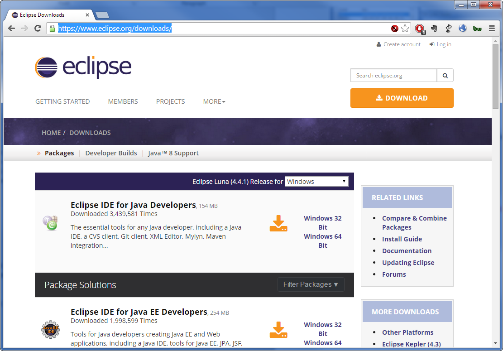 Eclipse Downloads
https://www.eclipse.org/downloads/
Create account Log in
eclipse
Search eclipse.org
GETTING STARTED MEMBERS PROJECTS MORE
DOWNLOAD
HOME / DOWNLOADS
Packages Developer Builds Java™ 8 Support
Eclipse Luna (4.4.1) Release for Windows
Eclipse IDE for Java Developers, 154 MB
Downloaded 3,439,581 Times
The essential tools for any Java developer, including a Java
IDE, a CVS client, Git client, XML Editor, Mylyn, Maven
integration...
Windows 32
Bit
Windows 64
Bit
Package Solutions
Filter Packages
Eclipse IDE for Java EE Developers, 254 MB
Downloaded 1,998,599 Times
Tools for Java developers creating Java EE and Web
applications, including a Java IDE, tools for Java EE, JPA, JSF,
Windows 32
Bit
Windows 64
RELATED LINKS
Compare & Combine
Packages
Install Guide
Documentation
Updating Eclipse
Forums
MORE DOWNLOADS
Other Platforms
Eclipse Kepler (4.3)